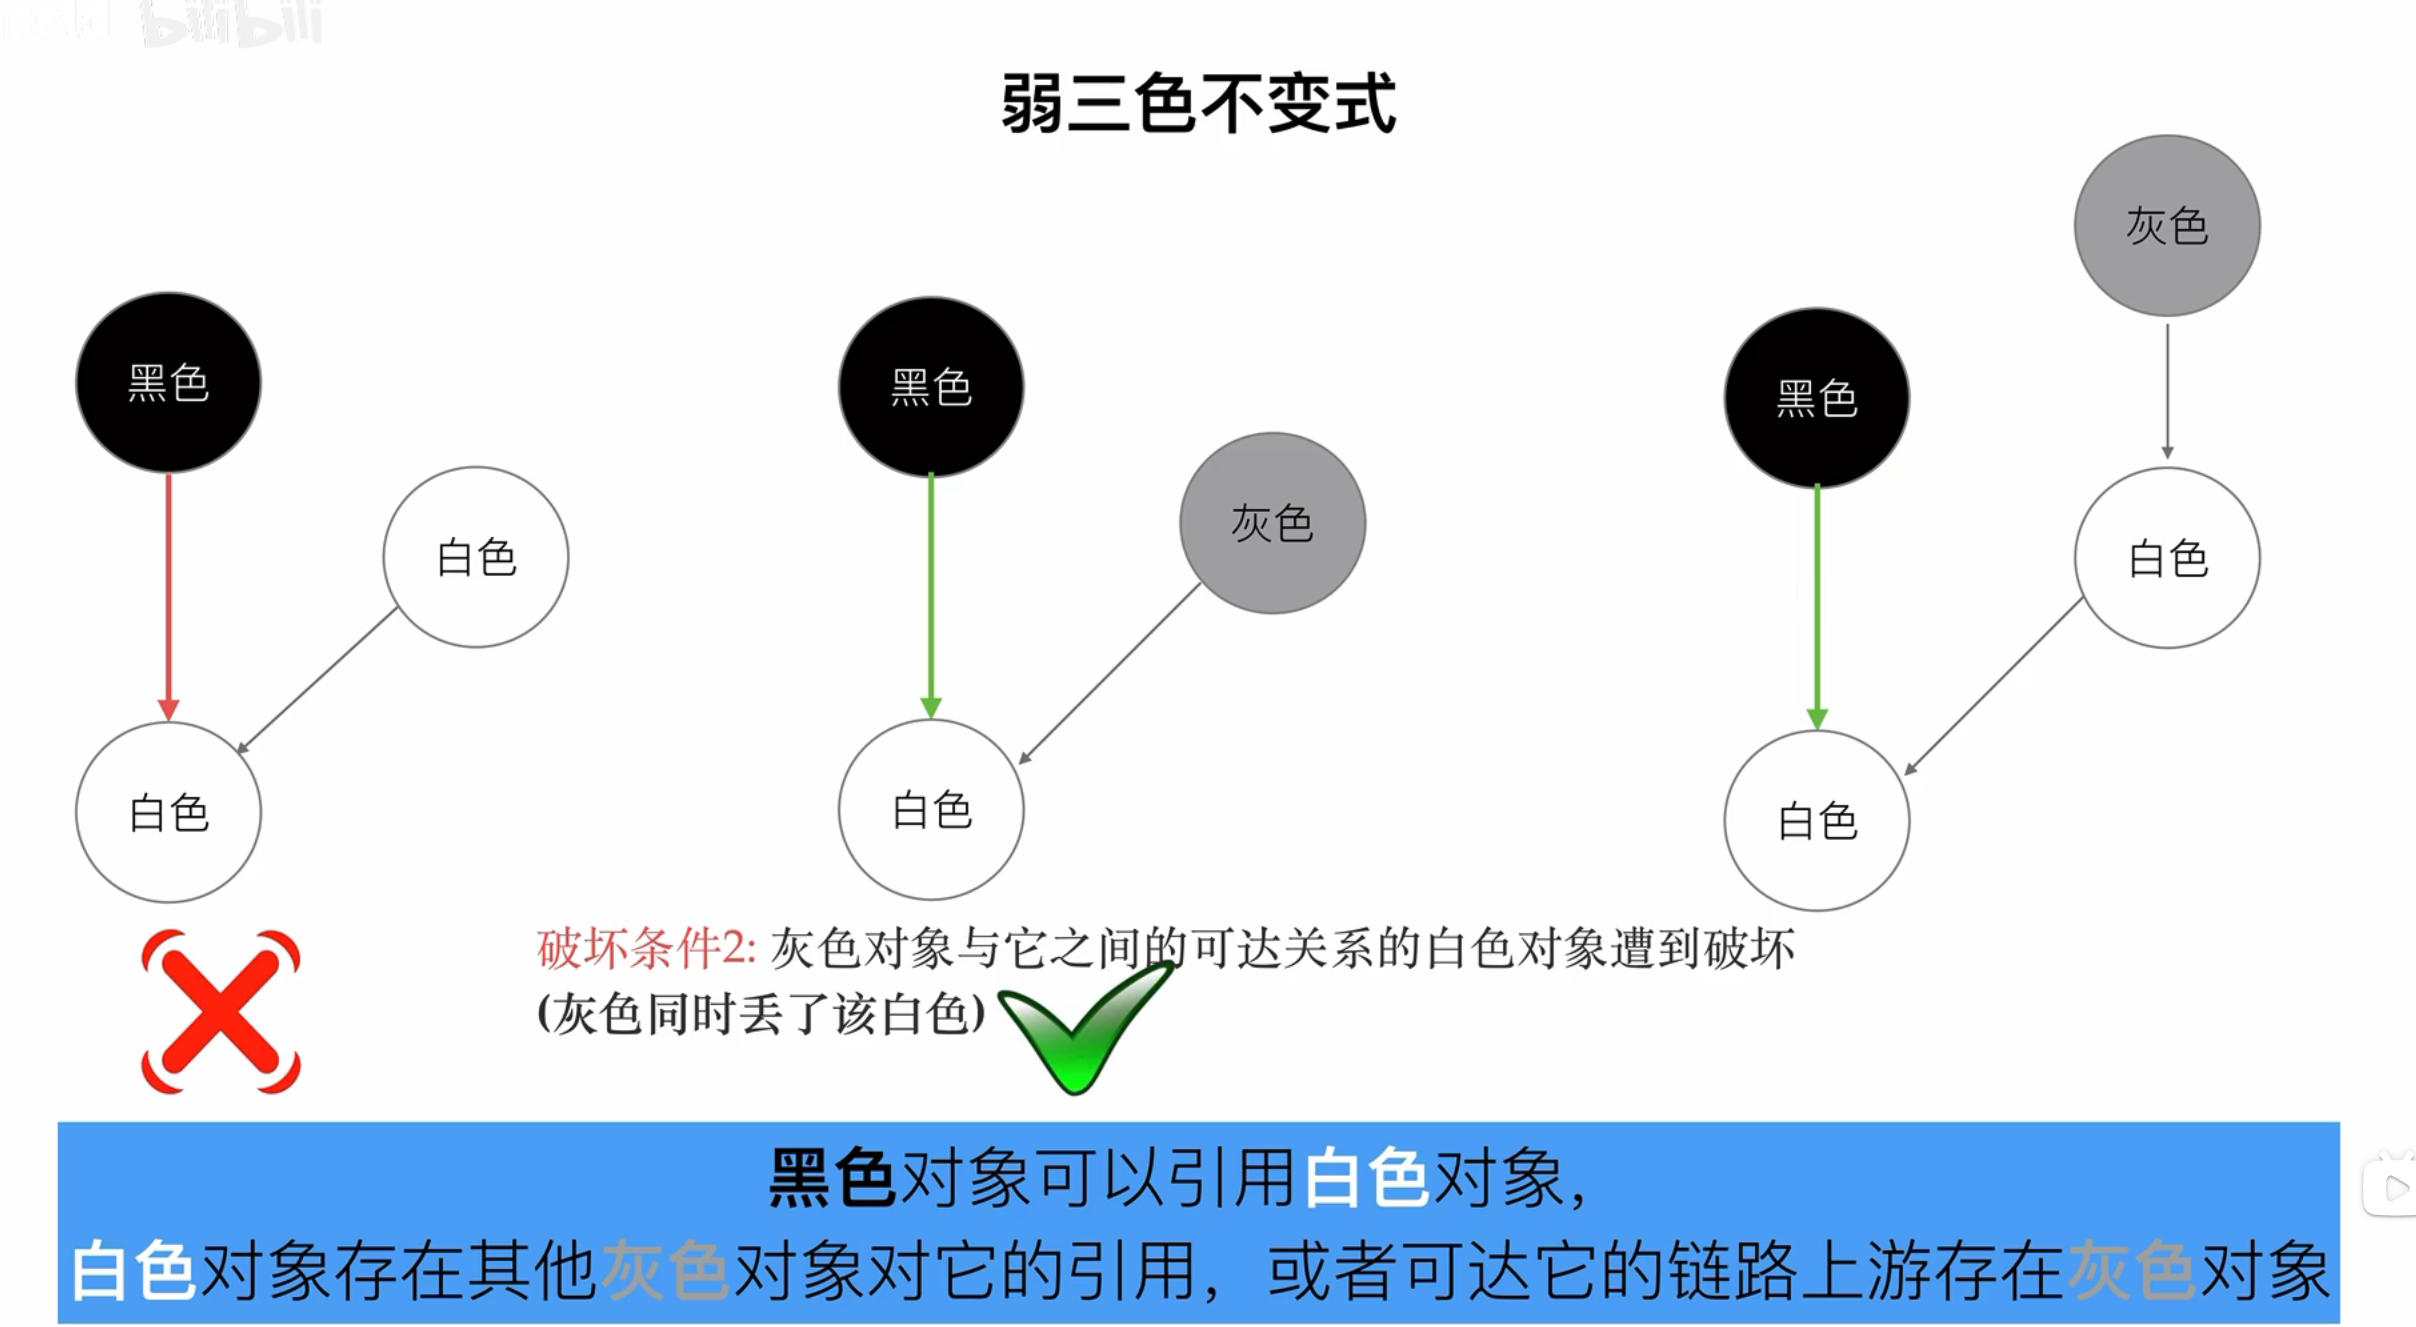 bilibili
弱三色不变式
灰色
黑色
黑色
黑色
灰色
白色
白色
白色
白色
白色
破坏条件2: 灰色对象与它之间的可达关系的白色对象遭到破坏
(灰色同时丢了该白色)
黑色对象可以引用白色对象,
白色对象存在其他灰色对象对它的引用，或者可达它的链路上游存在灰色对象